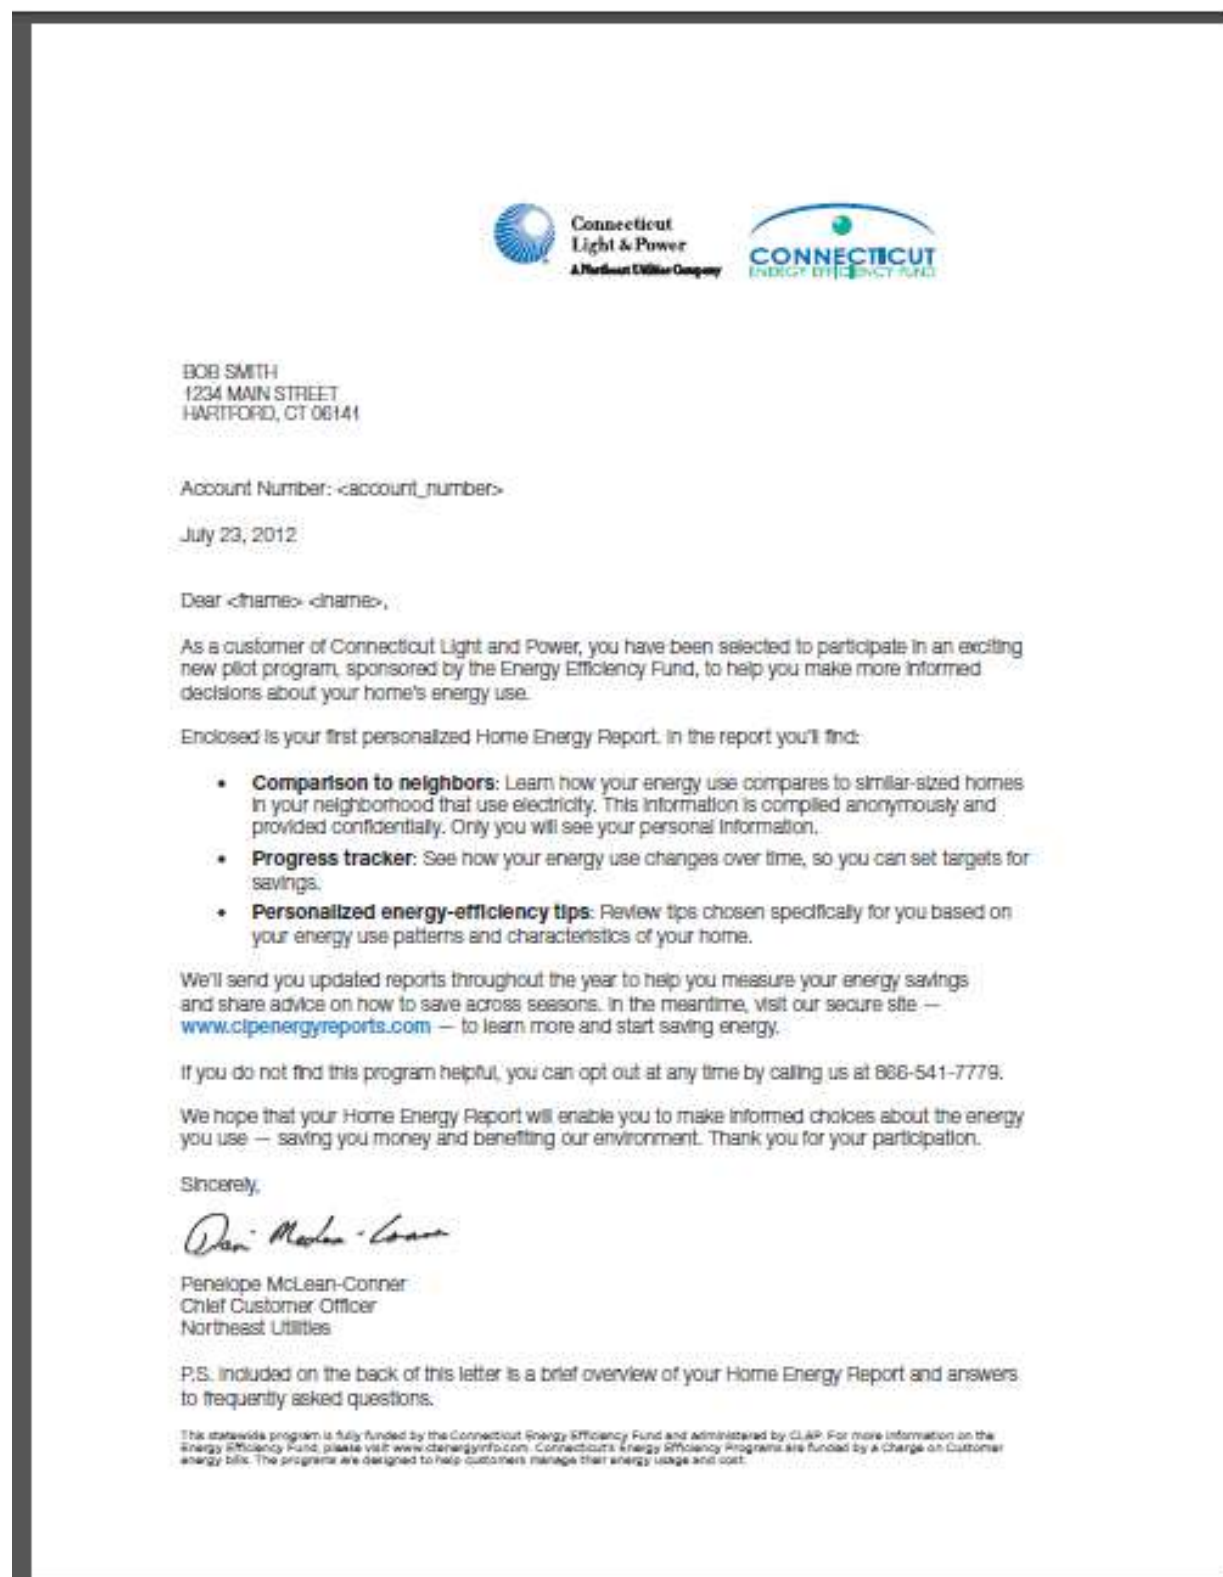 Connecticut
Light & Power
A Northeast Utilities Company
CONNECTICUT
ENERGY EFFICIENCY FUND
BOB SMITH
1234 MAIN STREET
HARTFORD, CT 06141
Account Number: <account_number>
July 23, 2012
Dear <fname> <lname>,
As a customer of Connecticut Light and Power, you have been selected to participate in an exciting
new pilot program, sponsored by the Energy Efficiency Fund, to help you make more informed
decisions about your home's energy use.
Enclosed is your first personalized Home Energy Report. In the report you'll find:
• Comparison to neighbors: Learn how your energy use compares to similar-sized homes
in your neighborhood that use electricity. This information is compiled anonymously and
provided confidentially. Only you will see your personal information.
• Progress tracker: See how your energy use changes over time, so you can set targets for
savings.
• Personalized energy-efficiency tips: Review tips chosen specifically for you based on
your energy use patterns and characteristics of your home.
We'll send you updated reports throughout the year to help you measure your energy savings
and share advice on how to save across seasons. In the meantime, visit our secure site —
www.clpenergyreports.com — to learn more and start saving energy.
If you do not find this program helpful, you can opt out at any time by calling us at 866-541-7779.
We hope that your Home Energy Report will enable you to make informed choices about the energy
you use — saving you money and benefiting our environment. Thank you for your participation.
Sincerely,
Penelope McLean-Conner
Chief Customer Officer
Northeast Utilities
P.S. Included on the back of this letter is a brief overview of your Home Energy Report and answers
to frequently asked questions.
This statewide program is fully funded by the Connecticut Energy Efficiency Fund and administered by CL&P. For more information on the
Energy Efficiency Fund, please visit www.ctenergyinfo.com. Connecticut's Energy Efficiency Programs are funded by a Charge on Customer
energy bills. The programs are designed to help customers manage their energy usage and cost.